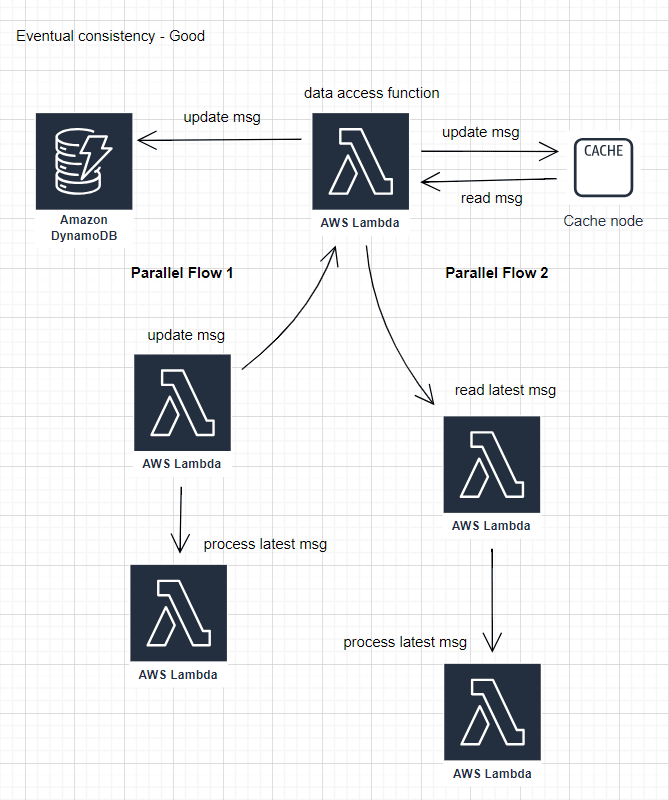 Eventual consistency - Good
data access function
update msg
update msg
CACHE
read msg
Amazon
DynamoDB
AWS Lambda
Cache node
Parallel Flow 1
Parallel Flow 2
update msg
read latest msg
AWS Lambda
AWS Lambda
process latest msg
process latest msg
AWS Lambda
AWS Lambda